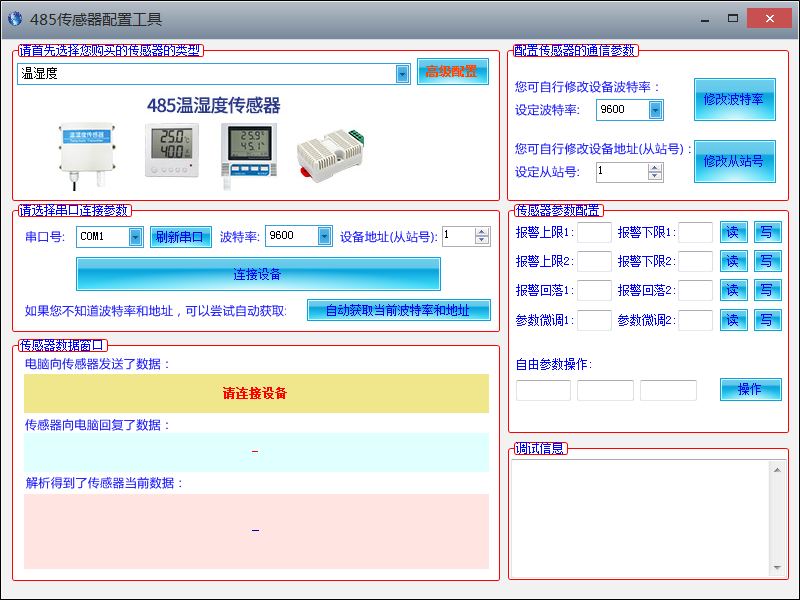 485传感器配置工具
请首先选择您购买的传感器的类型
温湿度
高级配置
485温湿度传感器
温湿度传感器
25.0
40.0
25.9
45.1
请选择串口连接参数
串口号: COM1 刷新串口 波特率: 9600 设备地址(从站号): 1
连接设备
如果您不知道波特率和地址，可以尝试自动获取: 自动获取当前波特率和地址
传感器数据窗口
电脑向传感器发送了数据：
请连接设备
传感器向电脑回复了数据：
–
解析得到了传感器当前数据：
–
配置传感器的通信参数
您可自行修改设备波特率：
设定波特率: 9600
修改波特率
您可自行修改设备地址(从站号)：
设定从站号: 1
修改从站号
传感器参数配置
报警上限1: 报警下限1: 读 写
报警上限2: 报警下限2: 读 写
报警回落1: 报警回落2: 读 写
参数微调1: 参数微调2: 读 写
自由参数操作:
操作
调试信息